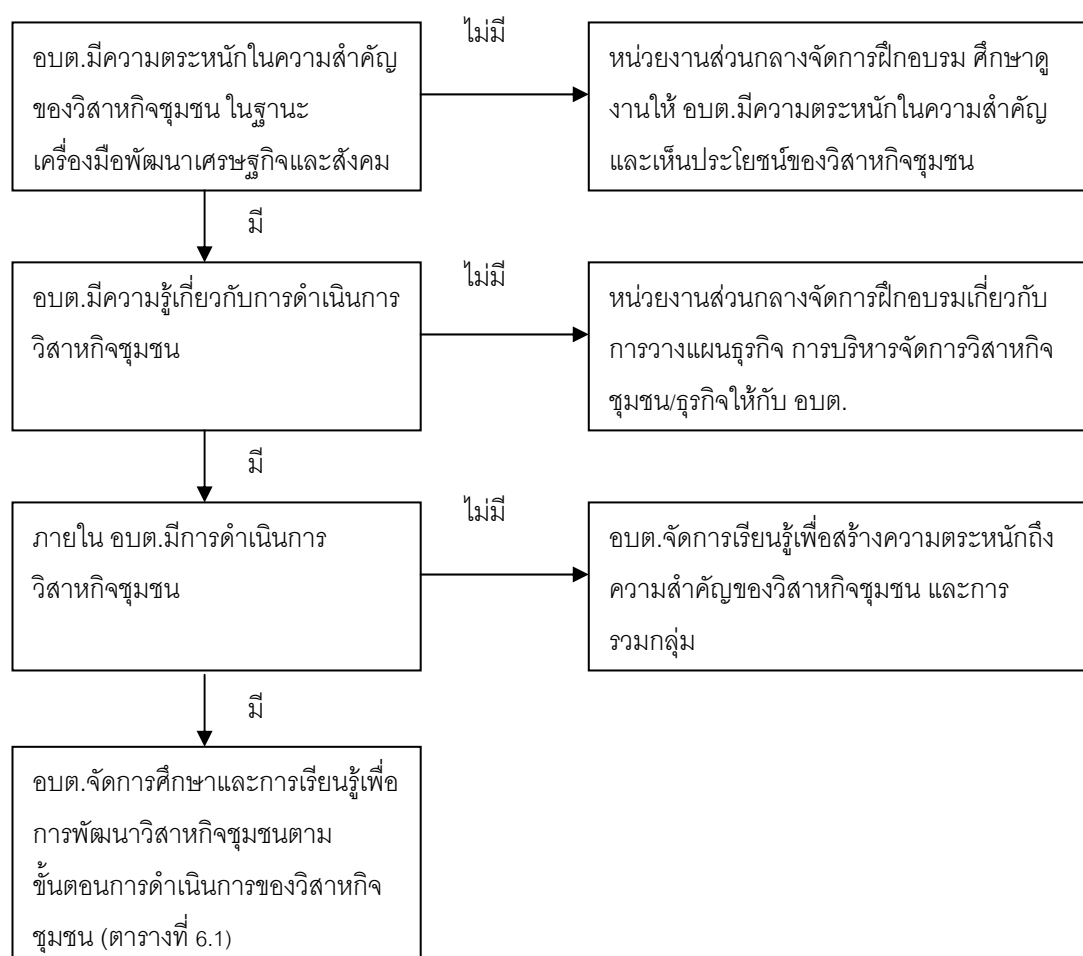 ไม่มี
อบต.มีความตระหนักในความสำคัญ
ของวิสาหกิจชุมชน ในฐานะ
เครื่องมือพัฒนาเศรษฐกิจและสังคม
หน่วยงานส่วนกลางจัดการฝึกอบรม ศึกษาดู
งานให้ อบต.มีความตระหนักในความสำคัญ
และเห็นประโยชน์ของวิสาหกิจชุมชน
มี
ไม่มี
อบต.มีความรู้เกี่ยวกับการดำเนินการ
วิสาหกิจชุมชน
หน่วยงานส่วนกลางจัดการฝึกอบรมเกี่ยวกับ
การวางแผนธุรกิจ การบริหารจัดการวิสาหกิจ
ชุมชน/ธุรกิจให้กับ อบต.
มี
ไม่มี
ภายใน อบต.มีการดำเนินการ
วิสาหกิจชุมชน
อบต.จัดการเรียนรู้เพื่อสร้างความตระหนักถึง
ความสำคัญของวิสาหกิจชุมชน และการ
รวมกลุ่ม
มี
อบต.จัดการศึกษาและการเรียนรู้เพื่อ
การพัฒนาวิสาหกิจชุมชนตาม
ขั้นตอนการดำเนินการของวิสาหกิจ
ชุมชน (ตารางที่ 6.1)